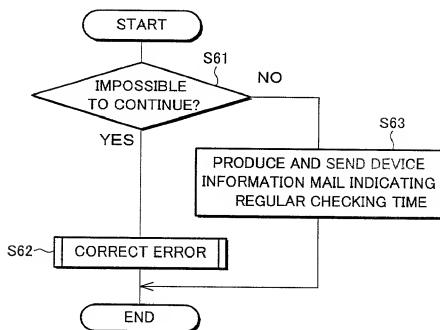 START
S61
IMPOSSIBLE
TO CONTINUE?
NO
YES
S63
PRODUCE AND SEND DEVICE
INFORMATION MAIL INDICATING
REGULAR CHECKING TIME
S62
CORRECT ERROR
END